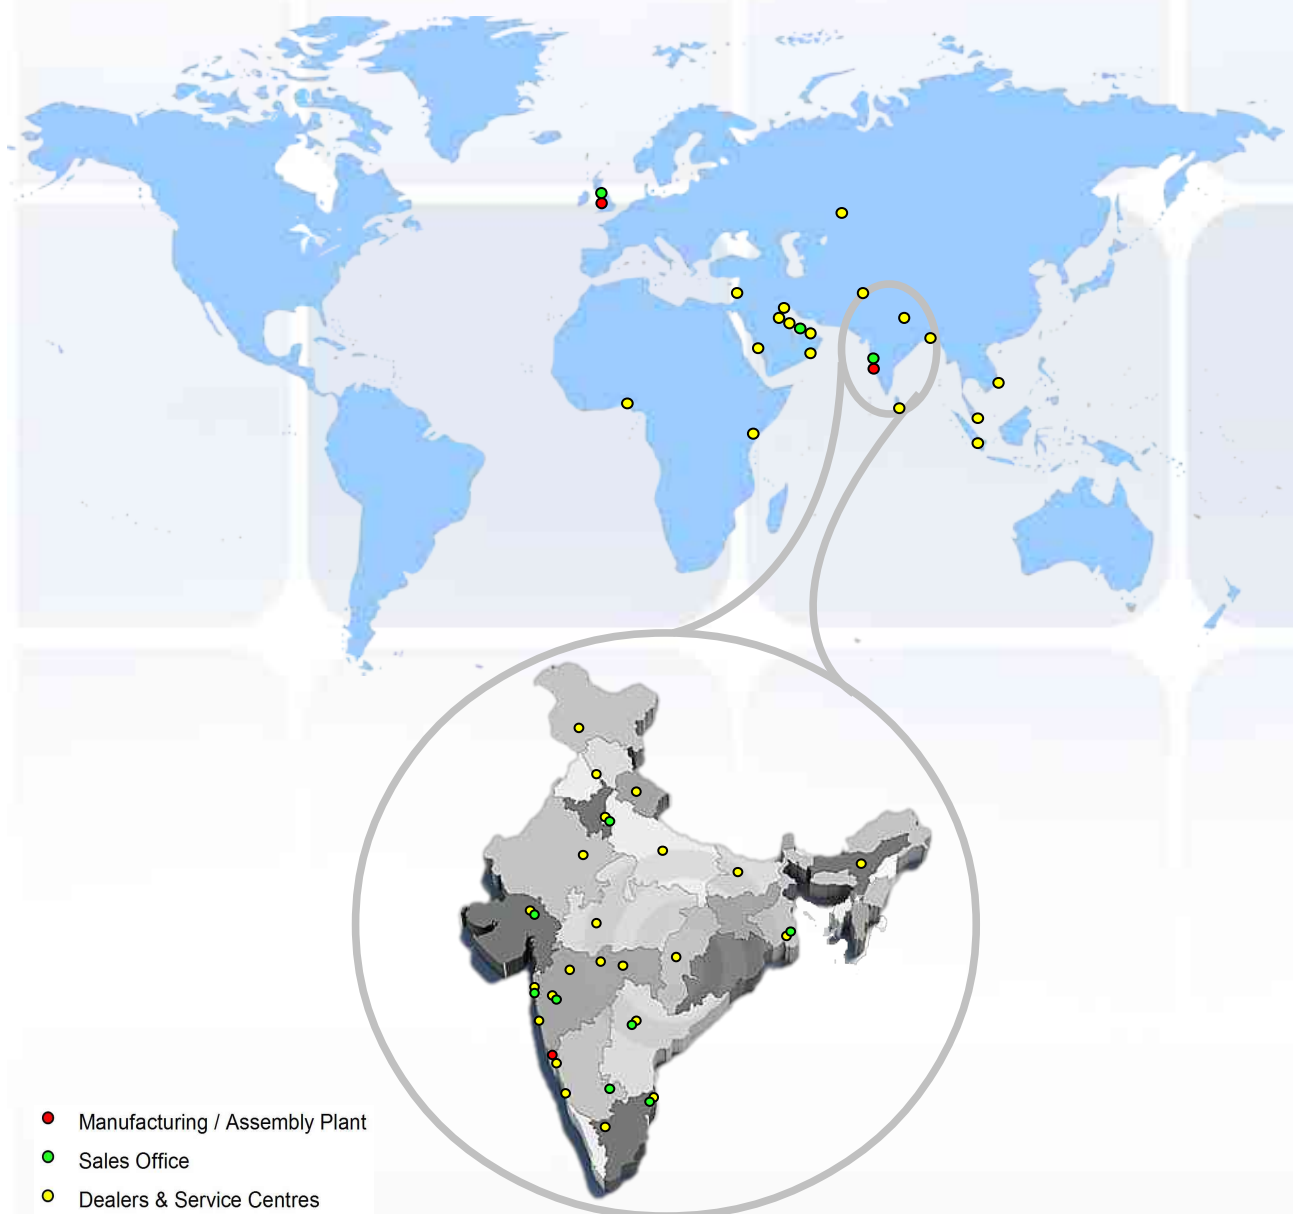 Manufacturing / Assembly Plant
Sales Office
Dealers & Service Centres